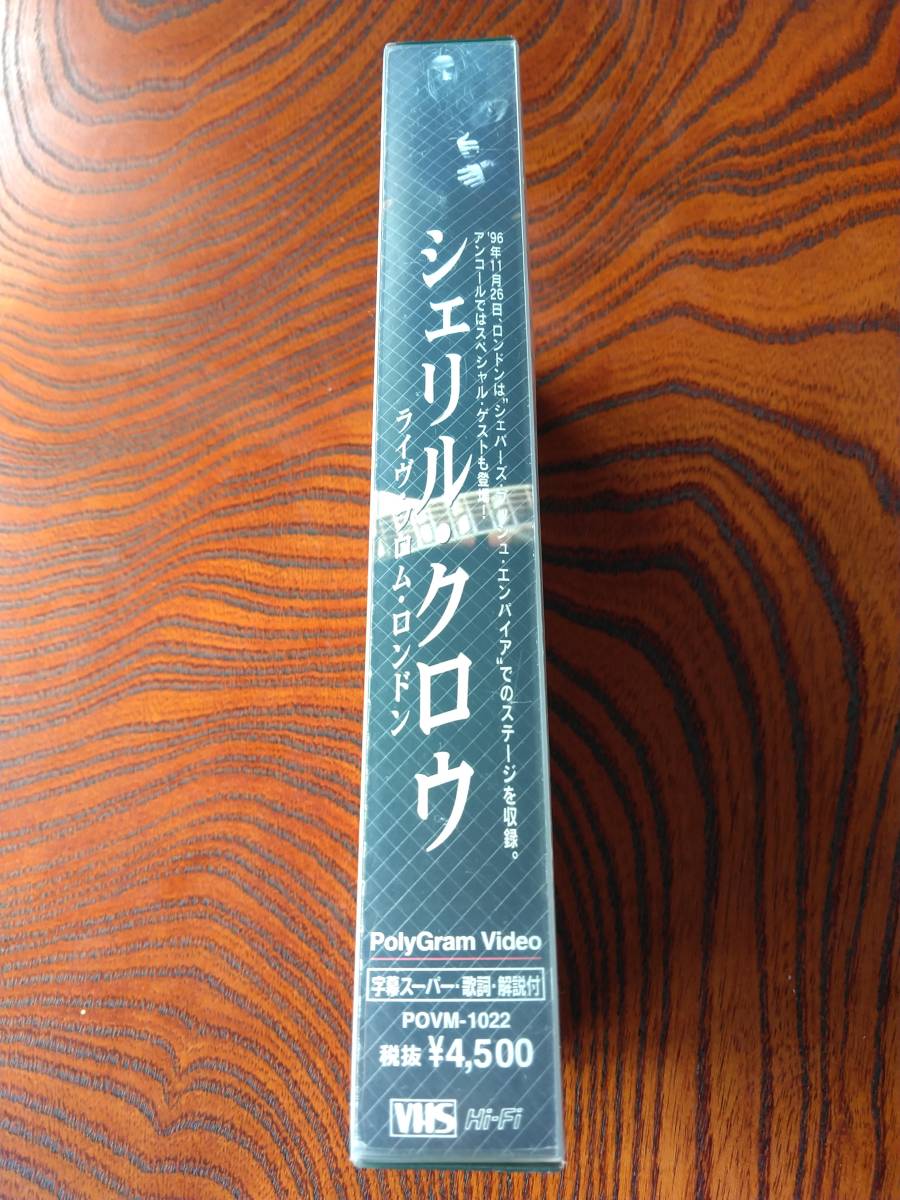 '96年11月26日、ロンドンは"シェパーズ・ブッシュ・エンパイア"でのステージを収録。
アンコールではスペシャル・ゲストも登場!
シェリル・クロウ
ライヴ・フロム・ロンドン
PolyGram Video
字幕スーパー・歌詞・解説付
POVM-1022
税抜 ¥4,500
VHS Hi-Fi